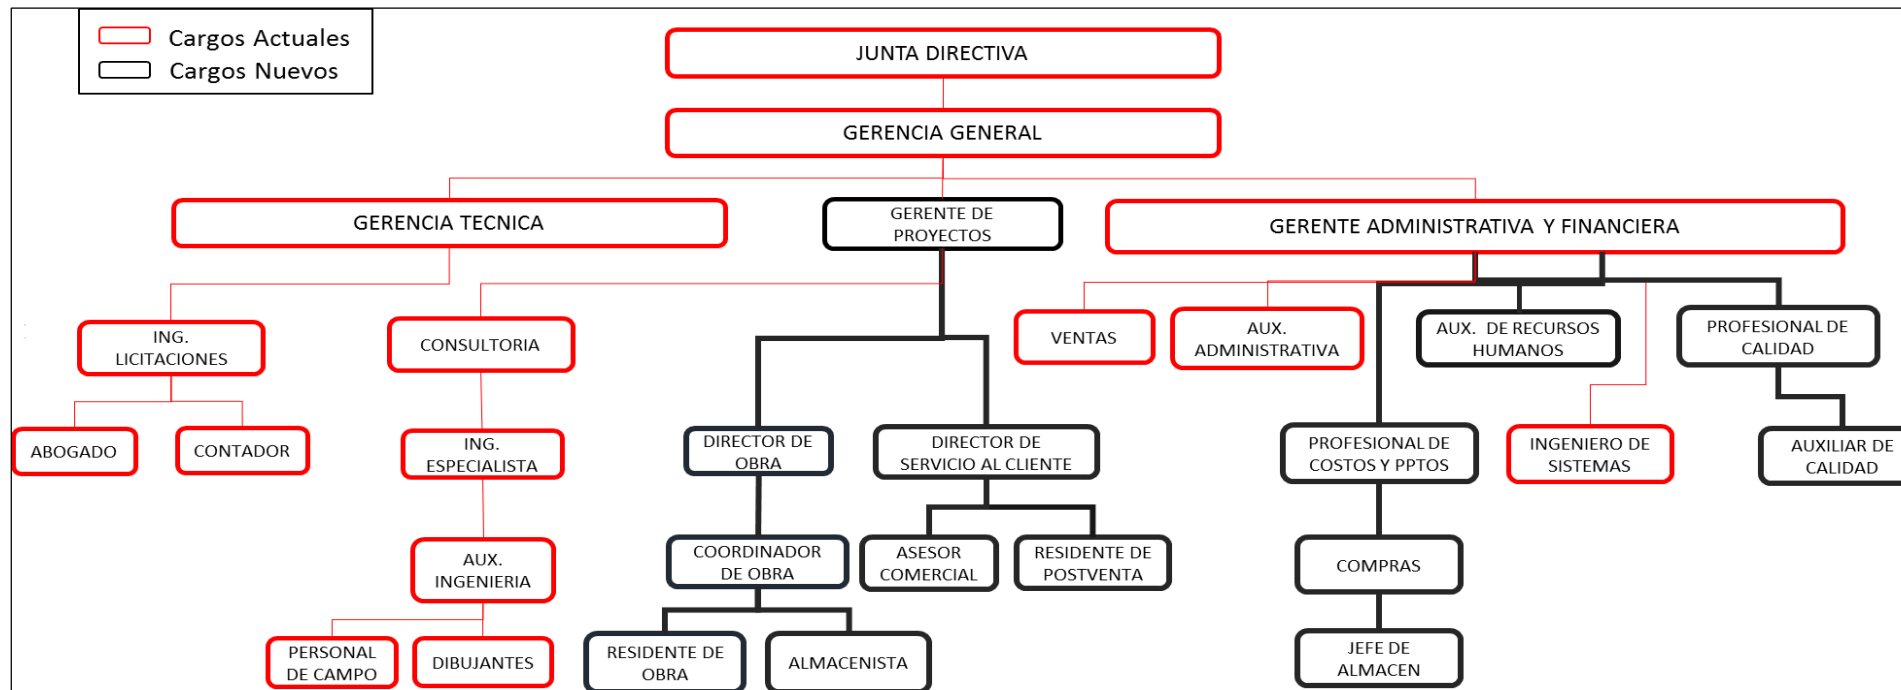 Cargos Actuales
Cargos Nuevos
JUNTA DIRECTIVA
GERENCIA GENERAL
GERENCIA TECNICA
GERENTE DE
PROYECTOS
GERENTE ADMINISTRATIVA Y FINANCIERA
ING.
LICITACIONES
CONSULTORIA
VENTAS
AUX.
ADMINISTRATIVA
AUX. DE RECURSOS
HUMANOS
PROFESIONAL DE
CALIDAD
ABOGADO
CONTADOR
ING.
ESPECIALISTA
DIRECTOR DE
OBRA
DIRECTOR DE
SERVICIO AL CLIENTE
PROFESIONAL DE
COSTOS Y PPTOS
INGENIERO DE
SISTEMAS
AUXILIAR DE
CALIDAD
AUX.
INGENIERIA
COORDINADOR
DE OBRA
ASESOR
COMERCIAL
RESIDENTE DE
POSTVENTA
COMPRAS
PERSONAL
DE CAMPO
DIBUJANTES
RESIDENTE DE
OBRA
ALMACENISTA
JEFE DE
ALMACEN